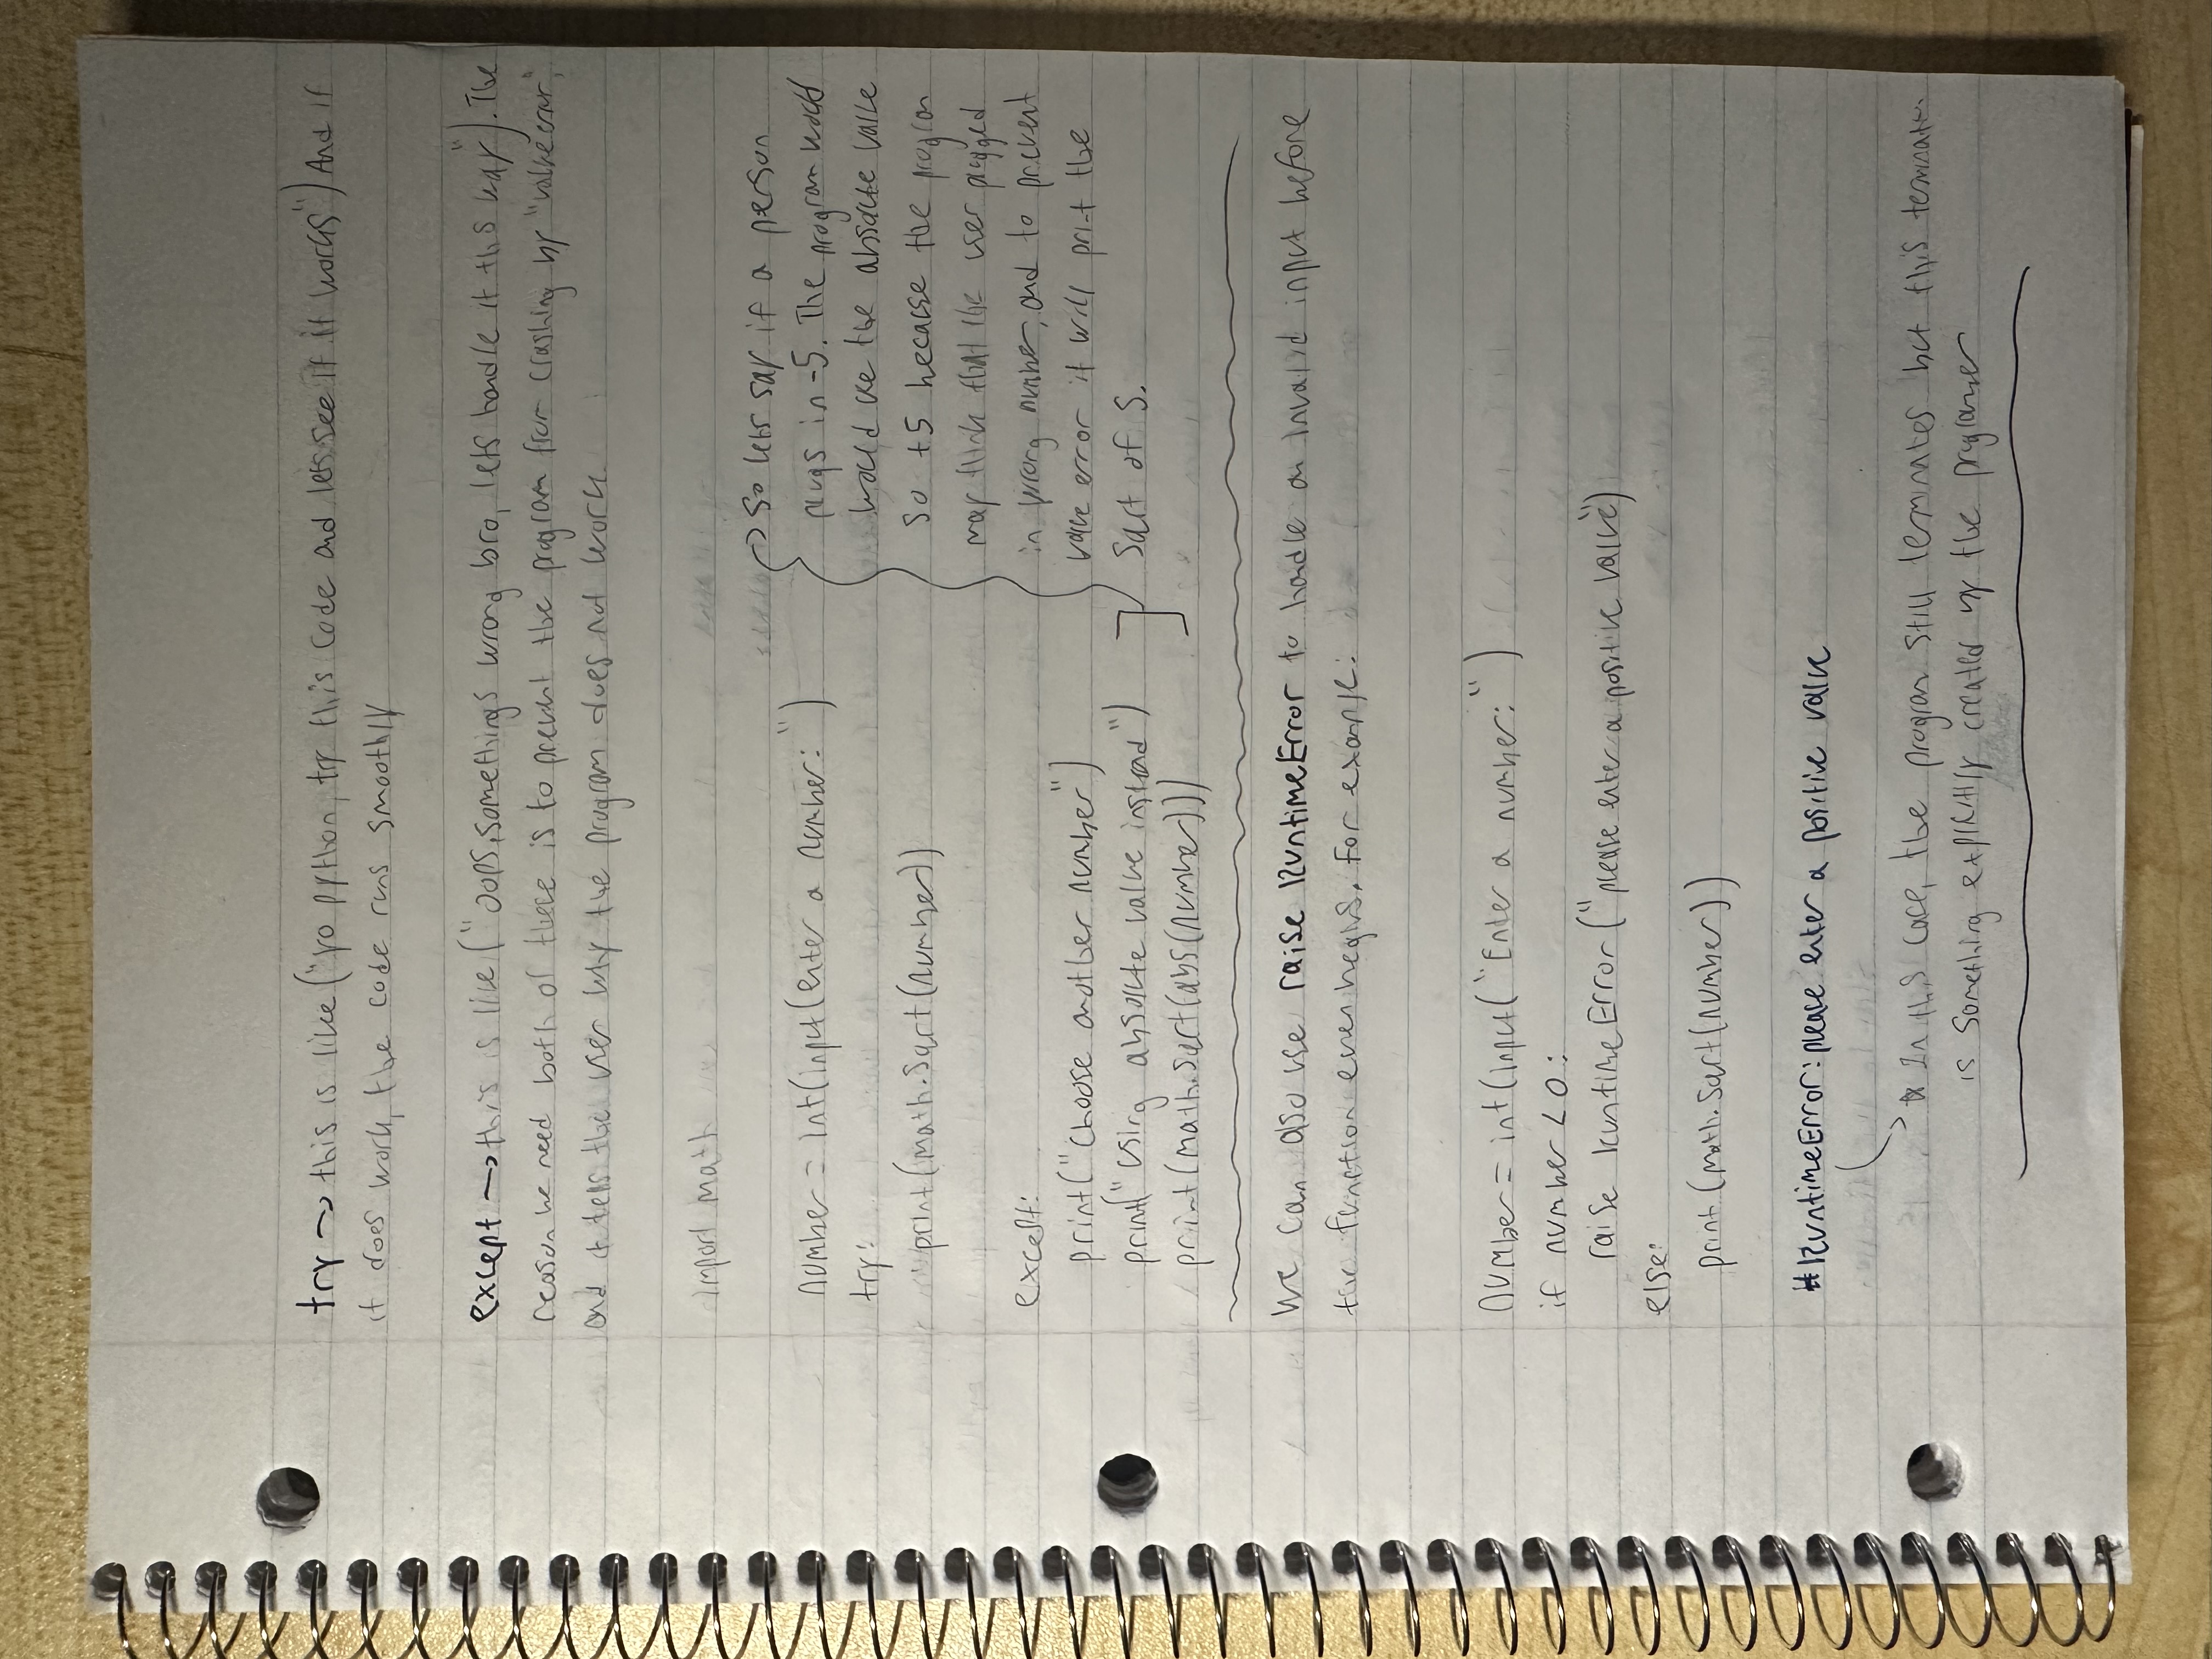 try → this is like ("yo python, try this code and lets see if it works") And if
it does work, the code runs smoothly
except → this is like ("oops, somethings wrong bro, lets handle it this way"). The
reason we need both of these is to prevent the program from crashing by "valueerror",
and it tells the user why the program does not work
import math
number = int(input(enter a number:")
try:
print(math.sqrt(number))
except:
print("choose another number")
print("using absolute value instead")
print(math.sqrt(abs(number)))
→ So lets say if a person
plugs in -5. The program would
would use the absolute value
so +5 because the program
may think that the user plugged
in wrong number, and to prevent
value error it will print the
sqrt of 5.
We can also use raise RuntimeError to handle an invalid input before
the function even begins. For example:
number = int(input("Enter a number:")
if number < 0:
raise RuntimeError("please enter a positive value")
else:
print(math.sqrt(number))
#RuntimeError: please enter a positive value
* In this case, the program still terminates but this
is something explicitly created by the programer